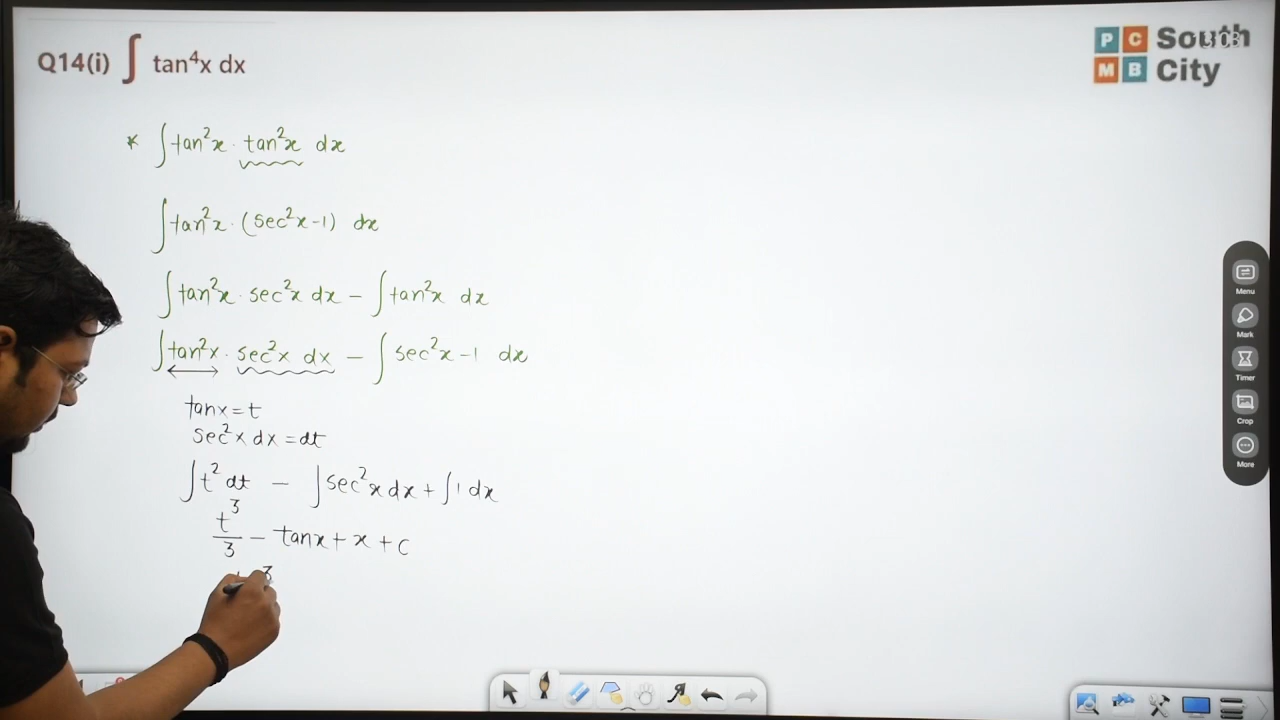 Q14(i) ∫ tan⁴x dx
P C M B South City
* ∫tan²x · tan²x dx
∫tan²x · (sec²x-1) dx
∫tan²x · sec²x dx - ∫tan²x dx
∫tan²x · sec²x dx - ∫sec²x-1 dx
tanx = t
sec²x dx = dt
∫t² dt - ∫sec²x dx + ∫1 dx
t³/3 - tanx + x + c
3
Menu
Mark
Timer
Crop
More